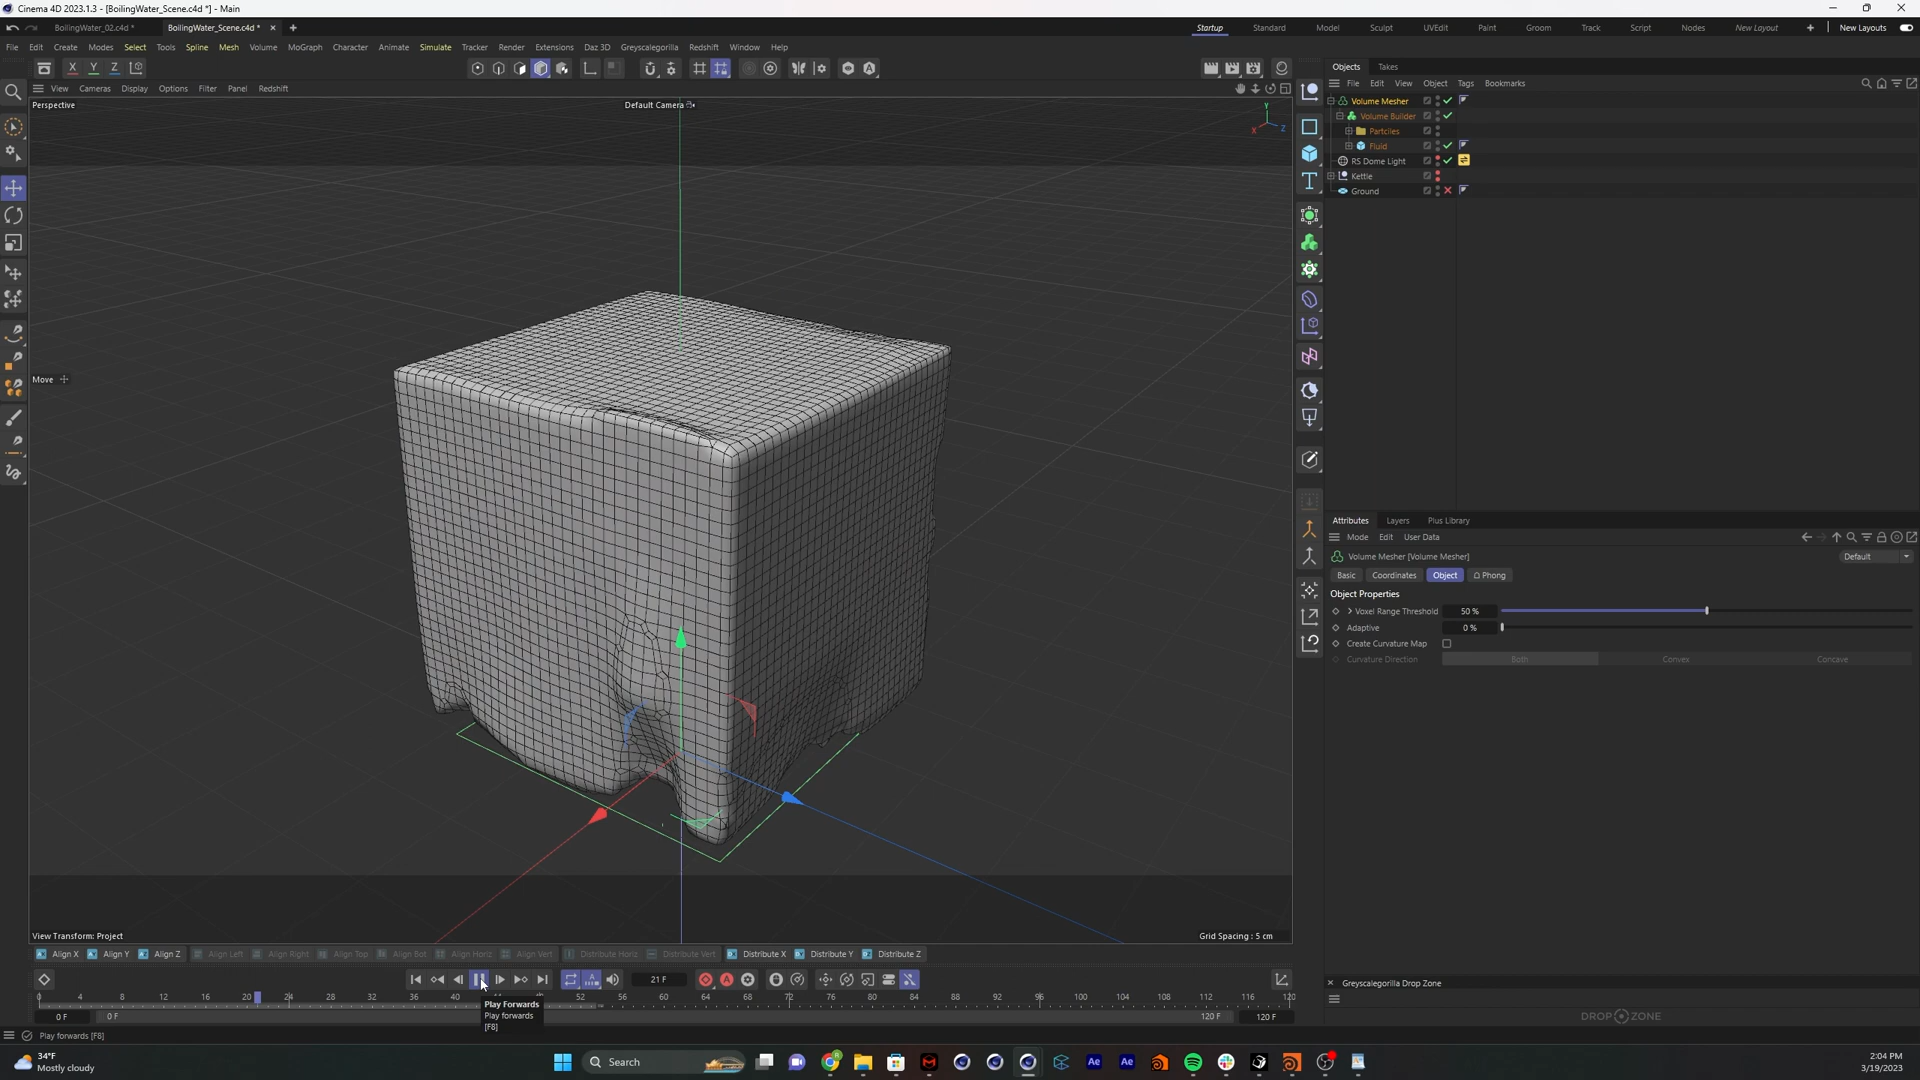 Cinema 4D 2023.1.3 - [BoilingWater_Scene.c4d *] - Main
BoilingWater_02.c4d *
BoilingWater_Scene.c4d *
Startup Standard Model Sculpt UVEdit Paint Groom Track Script Nodes New Layout New Layouts
File Edit Create Modes Select Tools Spline Mesh Volume MoGraph Character Animate Simulate Tracker Render Extensions Daz 3D Greyscalegorilla Redshift Window Help
X Y Z
View Cameras Display Options Filter Panel Redshift
Perspective
Default Camera
Y
X
Z
Move
View Transform: Project
Grid Spacing : 5 cm
Objects Takes
File Edit View Object Tags Bookmarks
Volume Mesher
Volume Builder
Partciles
Fluid
RS Dome Light
Kettle
Ground
Attributes Layers Plus Library
Mode Edit User Data
Volume Mesher [Volume Mesher]
Default
Basic Coordinates Object Phong
Object Properties
Voxel Range Threshold 50 %
Adaptive 0 %
Create Curvature Map
Curvature Direction Both Convex Concave
Align X Align Y Align Z Align Left Align Right Align Top Align Bot Align Horiz Align Vert Distribute Horiz Distribute Vert Distribute X Distribute Y Distribute Z
21 F
0 4 8 12 16 20 24 28 32 36 40 52 56 60 64 68 72 76 80 84 88 92 96 100 104 108 112 116 120
0 F 0 F 120 F 120 F
Play Forwards
Play forwards
[F8]
Greyscalegorilla Drop Zone
DROP ZONE
Play forwards [F8]
34°F
Mostly cloudy
Search
Ae Ae
2:04 PM
3/19/2023